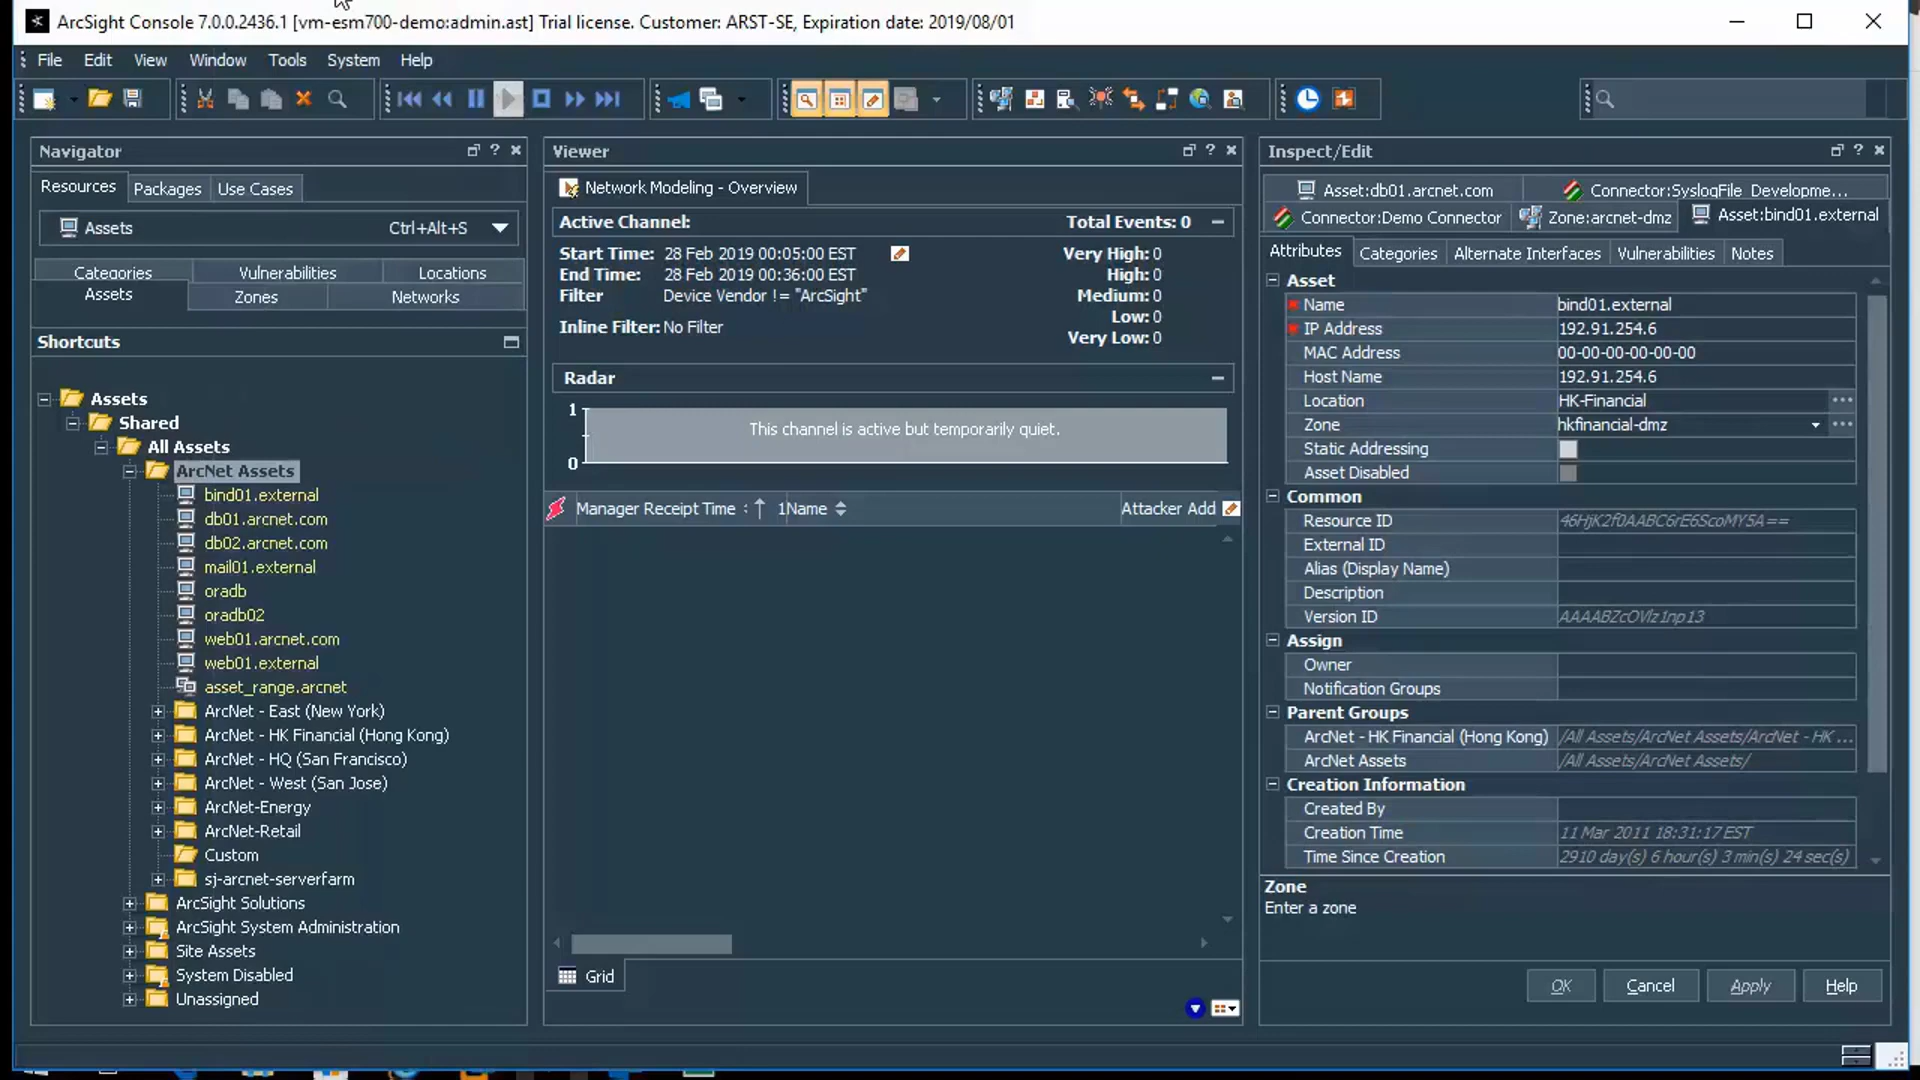 ArcSight Console 7.0.0.2436.1 [vm-esm700-demo:admin.ast] Trial license. Customer: ARST-SE, Expiration date: 2019/08/01
File Edit View Window Tools System Help
Navigator
Resources Packages Use Cases
Assets Ctrl+Alt+S
Categories Vulnerabilities Locations
Assets Zones Networks
Shortcuts
Assets
Shared
All Assets
ArcNet Assets
bind01.external
db01.arcnet.com
db02.arcnet.com
mail01.external
oradb
oradb02
web01.arcnet.com
web01.external
asset_range.arcnet
ArcNet - East (New York)
ArcNet - HK Financial (Hong Kong)
ArcNet - HQ (San Francisco)
ArcNet - West (San Jose)
ArcNet-Energy
ArcNet-Retail
Custom
sj-arcnet-serverfarm
ArcSight Solutions
ArcSight System Administration
Site Assets
System Disabled
Unassigned
Viewer
Network Modeling - Overview
Active Channel: Total Events: 0
Start Time: 28 Feb 2019 00:05:00 EST Very High: 0
End Time: 28 Feb 2019 00:36:00 EST High: 0
Filter Device Vendor != "ArcSight" Medium: 0
Low: 0
Inline Filter: No Filter
Very Low: 0
Radar
1
This channel is active but temporarily quiet.
0
Manager Receipt Time 1 Name Attacker Add
Grid
Inspect/Edit
Asset:db01.arcnet.com Connector:SyslogFile_Developme...
Connector:Demo Connector Zone:arcnet-dmz Asset:bind01.external
Attributes Categories Alternate Interfaces Vulnerabilities Notes
Asset
Name bind01.external
IP Address 192.91.254.6
MAC Address 00-00-00-00-00-00
Host Name 192.91.254.6
Location HK-Financial
Zone hkfinancial-dmz
Static Addressing
Asset Disabled
Common
Resource ID 46HjK2f0AABC6rE6ScoMY5A==
External ID
Alias (Display Name)
Description
Version ID AAAABZcOVlz1np13
Assign
Owner
Notification Groups
Parent Groups
ArcNet - HK Financial (Hong Kong) /All Assets/ArcNet Assets/ArcNet - HK ...
ArcNet Assets /All Assets/ArcNet Assets/
Creation Information
Created By
Creation Time 11 Mar 2011 18:31:17 EST
Time Since Creation 2910 day(s) 6 hour(s) 3 min(s) 24 sec(s)
Zone
Enter a zone
OK Cancel Apply Help